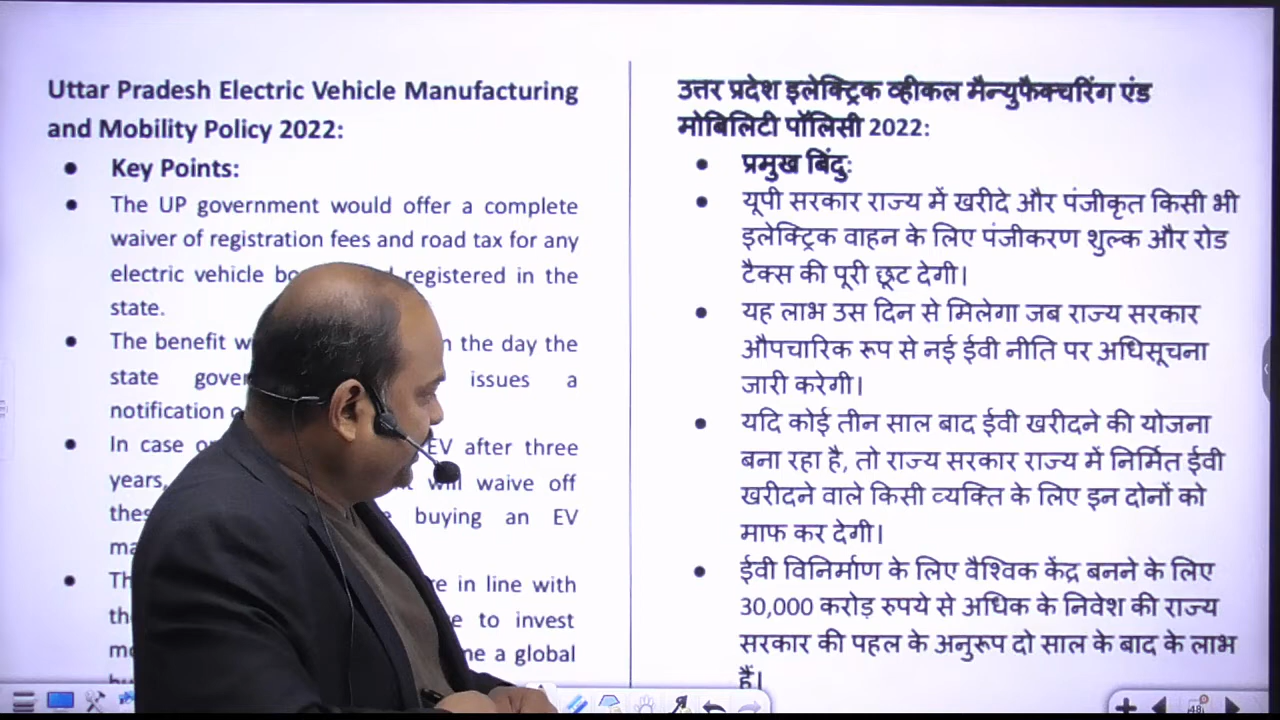 Uttar Pradesh Electric Vehicle Manufacturing
and Mobility Policy 2022:
● Key Points:
● The UP government would offer a complete
waiver of registration fees and road tax for any
electric vehicle registered in the
state.
● The benefit the day the
state issues a
notification
● In case EV after three
years, will waive off
buying an EV
● in line with
to invest
a global
उत्तर प्रदेश इलेक्ट्रिक व्हीकल मैन्युफैक्चरिंग एंड
मोबिलिटी पॉलिसी 2022:
● प्रमुख बिंदुः
● यूपी सरकार राज्य में खरीदे और पंजीकृत किसी भी
इलेक्ट्रिक वाहन के लिए पंजीकरण शुल्क और रोड
टैक्स की पूरी छूट देगी।
● यह लाभ उस दिन से मिलेगा जब राज्य सरकार
औपचारिक रूप से नई ईवी नीति पर अधिसूचना
जारी करेगी।
● यदि कोई तीन साल बाद ईवी खरीदने की योजना
बना रहा है, तो राज्य सरकार राज्य में निर्मित ईवी
खरीदने वाले किसी व्यक्ति के लिए इन दोनों को
माफ कर देगी।
● ईवी विनिर्माण के लिए वैश्विक केंद्र बनने के लिए
30,000 करोड़ रुपये से अधिक के निवेश की राज्य
सरकार की पहल के अनुरूप दो साल के बाद के लाभ
हैं।
48